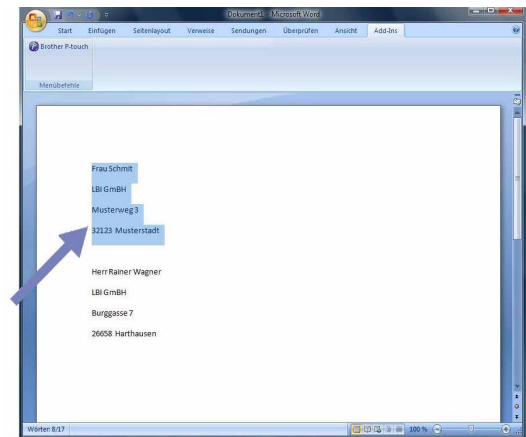 Dokument1 - Microsoft Word
Start Einfügen Seitenlayout Verweise Sendungen Überprüfen Ansicht Add-Ins
Brother P-touch
Menübefehle
Frau Schmit
LBI GmBH
Musterweg 3
32123 Musterstadt
Herr Rainer Wagner
LBI GmBH
Burggasse 7
26658 Harthausen
Wörter: 8/17
100 %